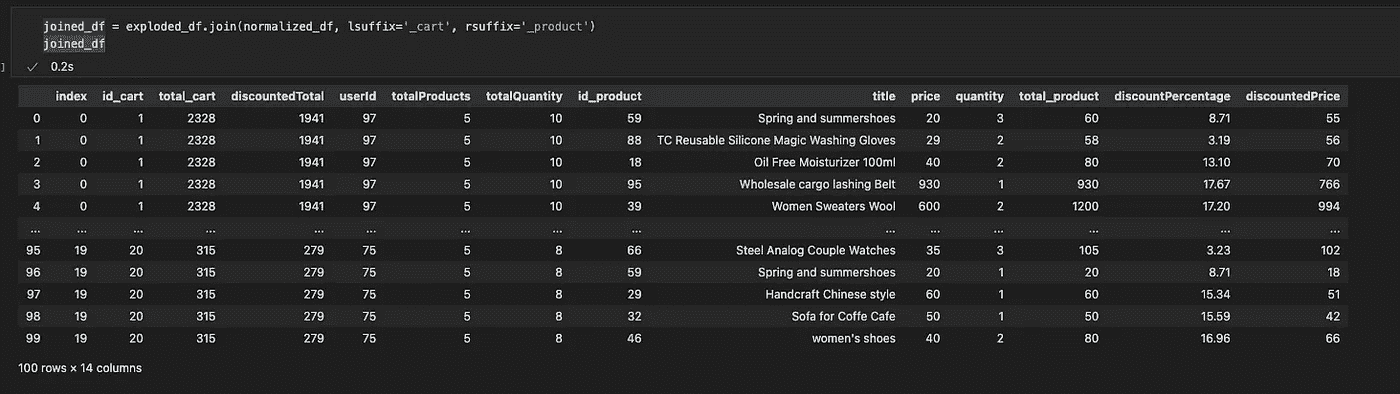 joined_df = exploded_df.join(normalized_df, lsuffix='_cart', rsuffix='_product')
joined_df
] ✓ 0.2s
index id_cart total_cart discountedTotal userId totalProducts totalQuantity id_product title price quantity total_product discountPercentage discountedPrice
0 0 1 2328 1941 97 5 10 59 Spring and summershoes 20 3 60 8.71 55
1 0 1 2328 1941 97 5 10 88 TC Reusable Silicone Magic Washing Gloves 29 2 58 3.19 56
2 0 1 2328 1941 97 5 10 18 Oil Free Moisturizer 100ml 40 2 80 13.10 70
3 0 1 2328 1941 97 5 10 95 Wholesale cargo lashing Belt 930 1 930 17.67 766
4 0 1 2328 1941 97 5 10 39 Women Sweaters Wool 600 2 1200 17.20 994
... ... ... ... ... ... ... ... ... ... ... ... ... ... ...
95 19 20 315 279 75 5 8 66 Steel Analog Couple Watches 35 3 105 3.23 102
96 19 20 315 279 75 5 8 59 Spring and summershoes 20 1 20 8.71 18
97 19 20 315 279 75 5 8 29 Handcraft Chinese style 60 1 60 15.34 51
98 19 20 315 279 75 5 8 32 Sofa for Coffe Cafe 50 1 50 15.59 42
99 19 20 315 279 75 5 8 46 women's shoes 40 2 80 16.96 66
100 rows × 14 columns